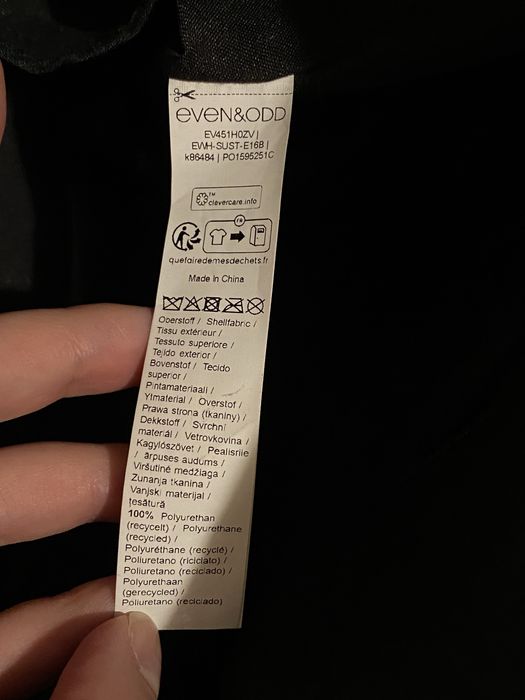 even&odd
EV451H0ZV |
EWH-SUST-E16B |
k86484 | PO1595251C
clevercare.info
FR
quefairedemesdechets.fr
Made in China
Oberstoff / Shellfabric /
Tissu extérieur /
Tessuto superiore /
Tejido exterior /
Bovenstof / Tecido
superior /
Pintamateriaali /
Ytmaterial / Overstof /
Prawa strona (tkaniny) /
Dekkstoff / Svrchní
materiál / Vetrovkovina /
Kagylószövet / Pealisriie
/ ārpuses audums /
Viršutinė medžiaga /
Zunanja tkanina /
Vanjski materijal /
țesătură
100% Polyurethan
(recycelt) / Polyurethane
(recycled) /
Polyuréthane (recyclé) /
Poliuretano (riciclato) /
Poliuretano (reciclado) /
Polyurethaan
(gerecycled) /
Poliuretano (reciclado)